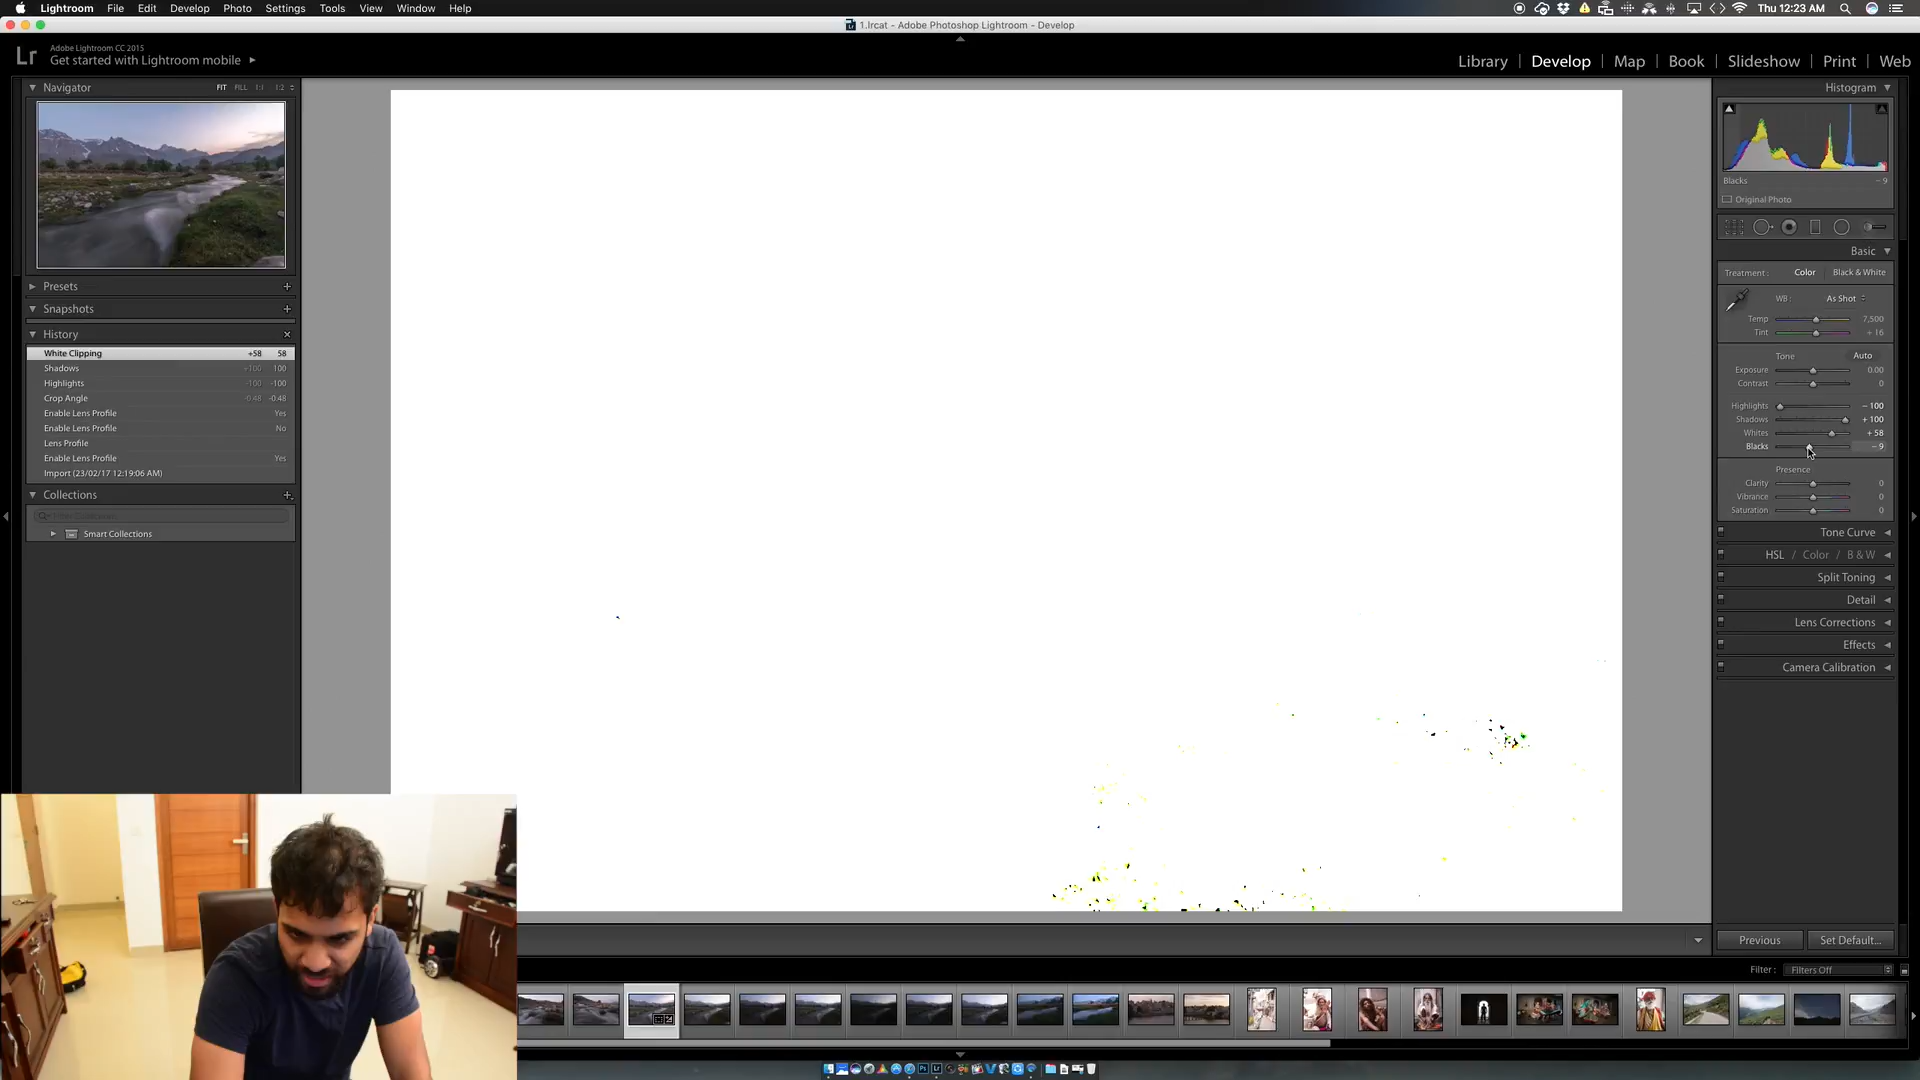 Lightroom File Edit Develop Photo Settings Tools View Window Help Thu 12:23 AM
1.lrcat - Adobe Photoshop Lightroom - Develop
Lr Adobe Lightroom CC 2015
Get started with Lightroom mobile
Library | Develop | Map | Book | Slideshow | Print | Web
Navigator FIT FILL 1:1 1:2
Presets
Snapshots
History
White Clipping +58 58
Shadows +100 100
Highlights -100 -100
Crop Angle -0.48 -0.48
Enable Lens Profile Yes
Enable Lens Profile No
Lens Profile
Enable Lens Profile Yes
Import (23/02/17 12:19:06 AM)
Collections
Smart Collections
Histogram
Blacks - 9
Original Photo
Basic
Treatment : Color Black & White
WB : As Shot
Temp 7,500
Tint + 16
Tone Auto
Exposure 0.00
Contrast 0
Highlights - 100
Shadows + 100
Whites + 58
Blacks - 9
Presence
Clarity 0
Vibrance 0
Saturation 0
Tone Curve
HSL / Color / B & W
Split Toning
Detail
Lens Corrections
Effects
Camera Calibration
Previous Set Default...
Filter : Filters Off